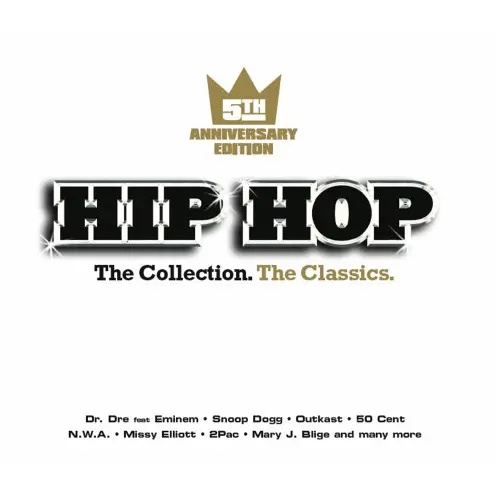 5TH
ANNIVERSARY
EDITION
HIP HOP
The Collection. The Classics.
Dr. Dre feat Eminem • Snoop Dogg • Outkast • 50 Cent
N.W.A. • Missy Elliott • 2Pac • Mary J. Blige and many more